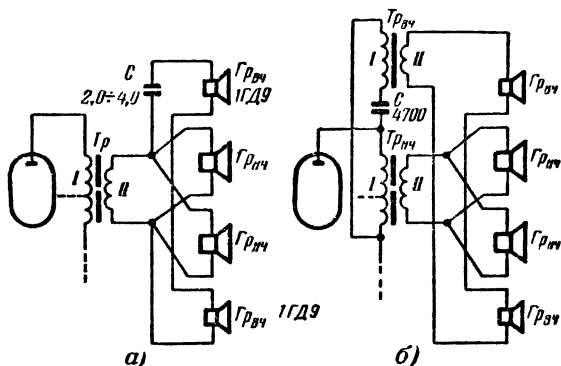 C
2,0÷4,0
Тр
I
II
Гр вч
1ГД9
Гр нч
Гр нч
Гр вч 1ГД9
а)
Тр вч
I
II
C
4700
Тр нч
I
II
Гр вч
Гр нч
Гр нч
Гр вч
б)